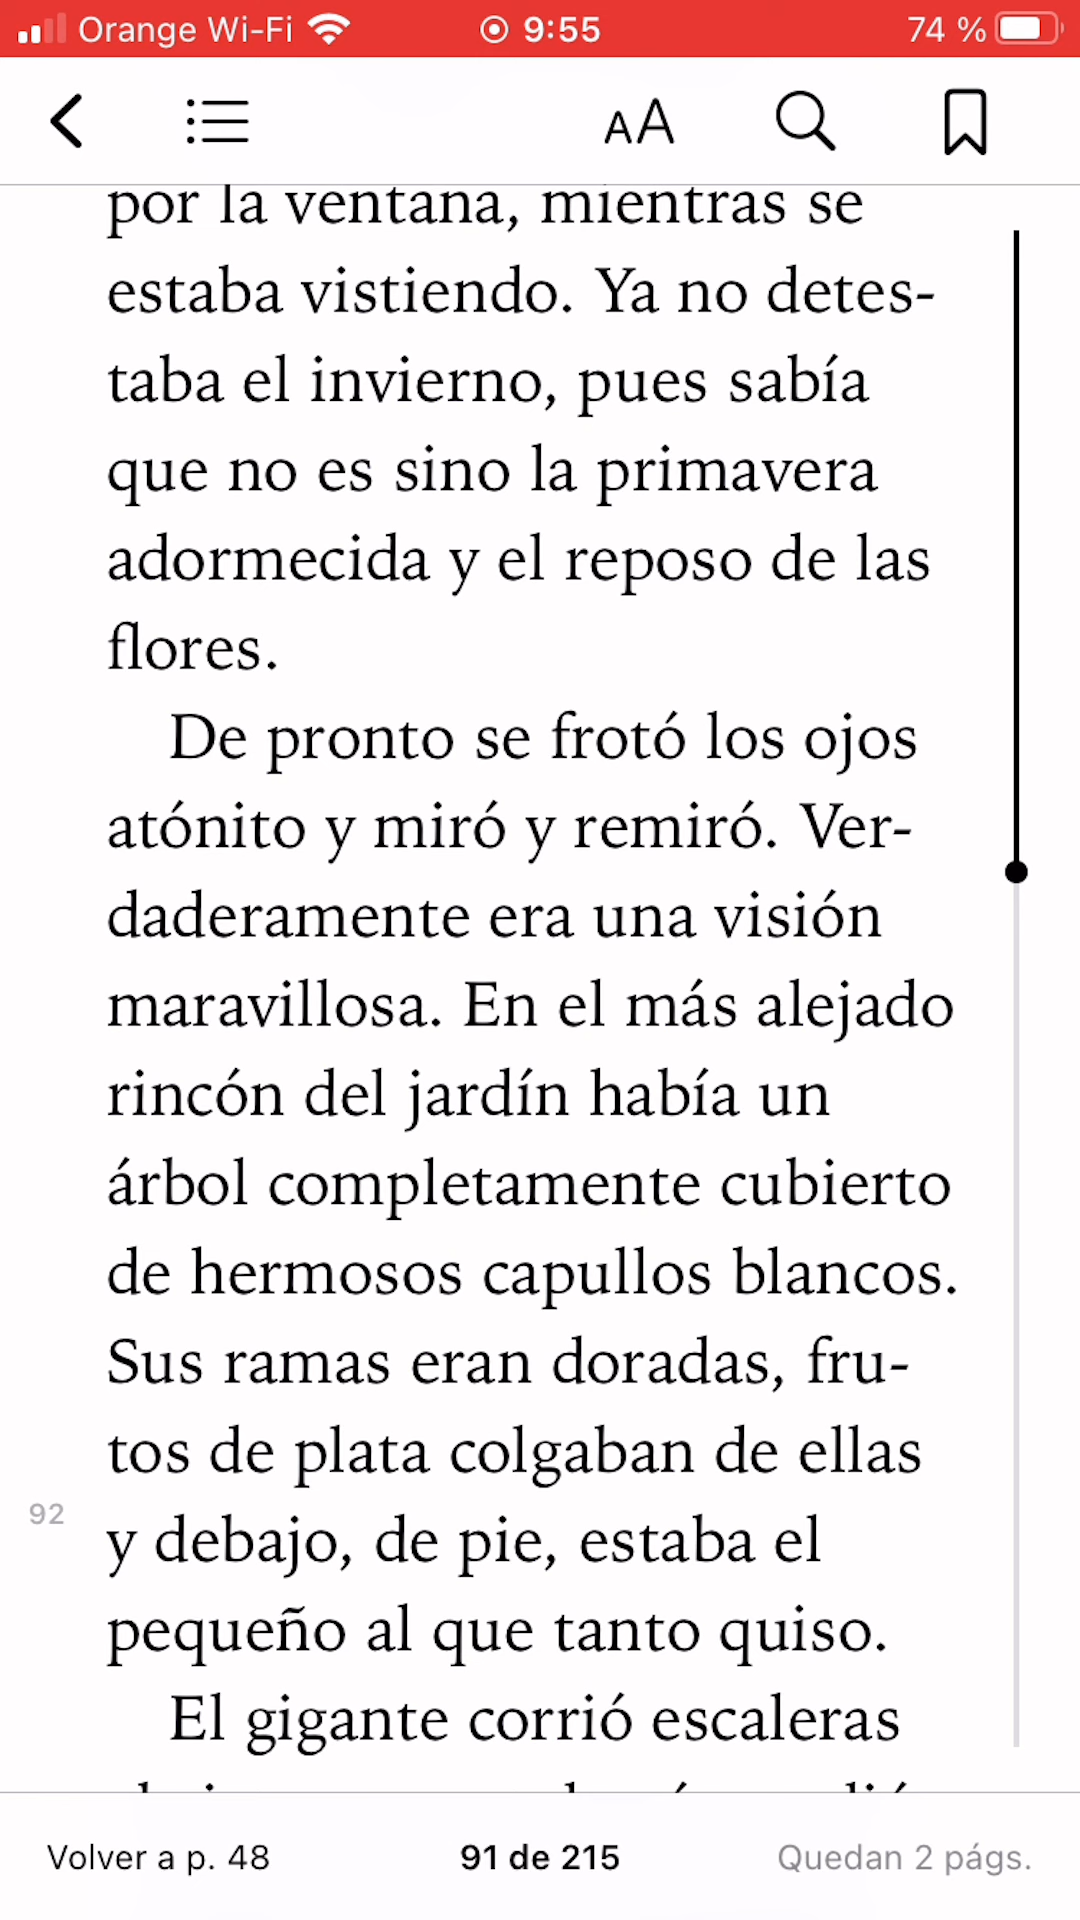 Orange Wi-Fi 9:55 74 %
AA
por la ventana, mientras se
estaba vistiendo. Ya no detes-
taba el invierno, pues sabía
que no es sino la primavera
adormecida y el reposo de las
flores.
De pronto se frotó los ojos
atónito y miró y remiró. Ver-
daderamente era una visión
maravillosa. En el más alejado
rincón del jardín había un
árbol completamente cubierto
de hermosos capullos blancos.
Sus ramas eran doradas, fru-
tos de plata colgaban de ellas
92
y debajo, de pie, estaba el
pequeño al que tanto quiso.
El gigante corrió escaleras
Volver a p. 48 91 de 215 Quedan 2 págs.